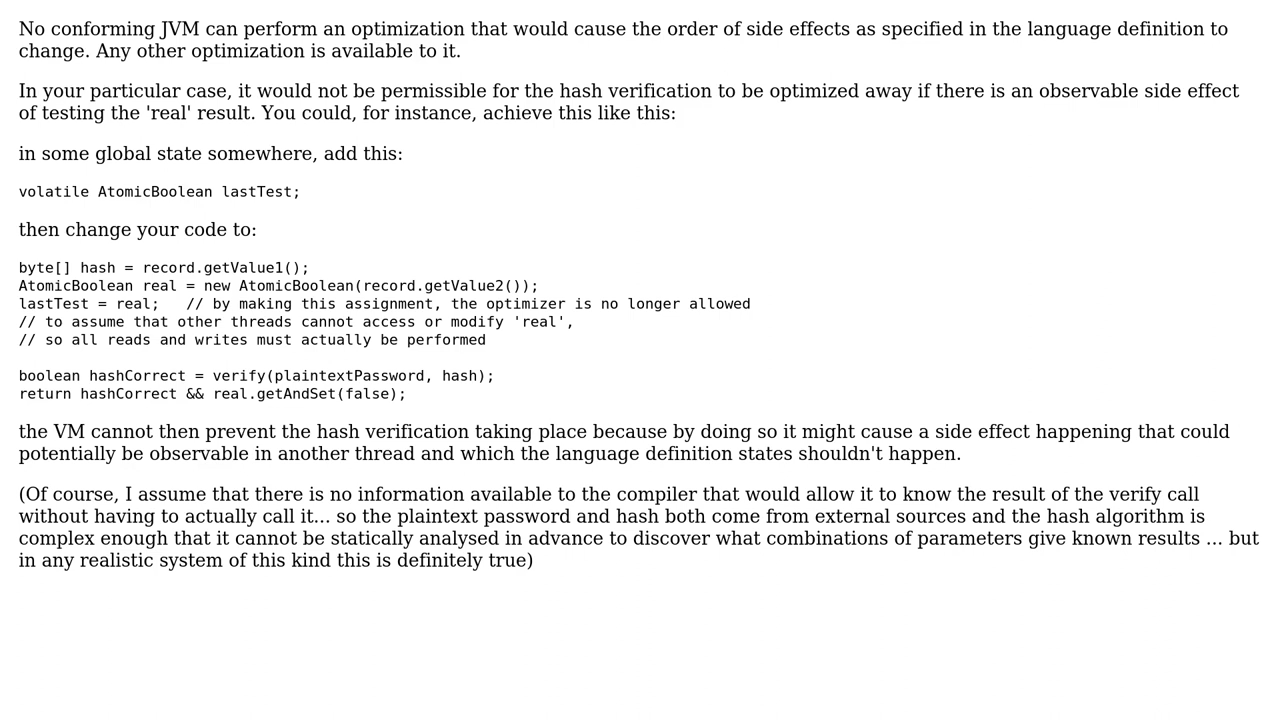 No conforming JVM can perform an optimization that would cause the order of side effects as specified in the language definition to
change. Any other optimization is available to it.
In your particular case, it would not be permissible for the hash verification to be optimized away if there is an observable side effect
of testing the 'real' result. You could, for instance, achieve this like this:
in some global state somewhere, add this:
volatile AtomicBoolean lastTest;
then change your code to:
byte[] hash = record.getValue1();
AtomicBoolean real = new AtomicBoolean(record.getValue2());
lastTest = real;   // by making this assignment, the optimizer is no longer allowed
// to assume that other threads cannot access or modify 'real',
// so all reads and writes must actually be performed
boolean hashCorrect = verify(plaintextPassword, hash);
return hashCorrect && real.getAndSet(false);
the VM cannot then prevent the hash verification taking place because by doing so it might cause a side effect happening that could
potentially be observable in another thread and which the language definition states shouldn't happen.
(Of course, I assume that there is no information available to the compiler that would allow it to know the result of the verify call
without having to actually call it... so the plaintext password and hash both come from external sources and the hash algorithm is
complex enough that it cannot be statically analysed in advance to discover what combinations of parameters give known results ... but
in any realistic system of this kind this is definitely true)